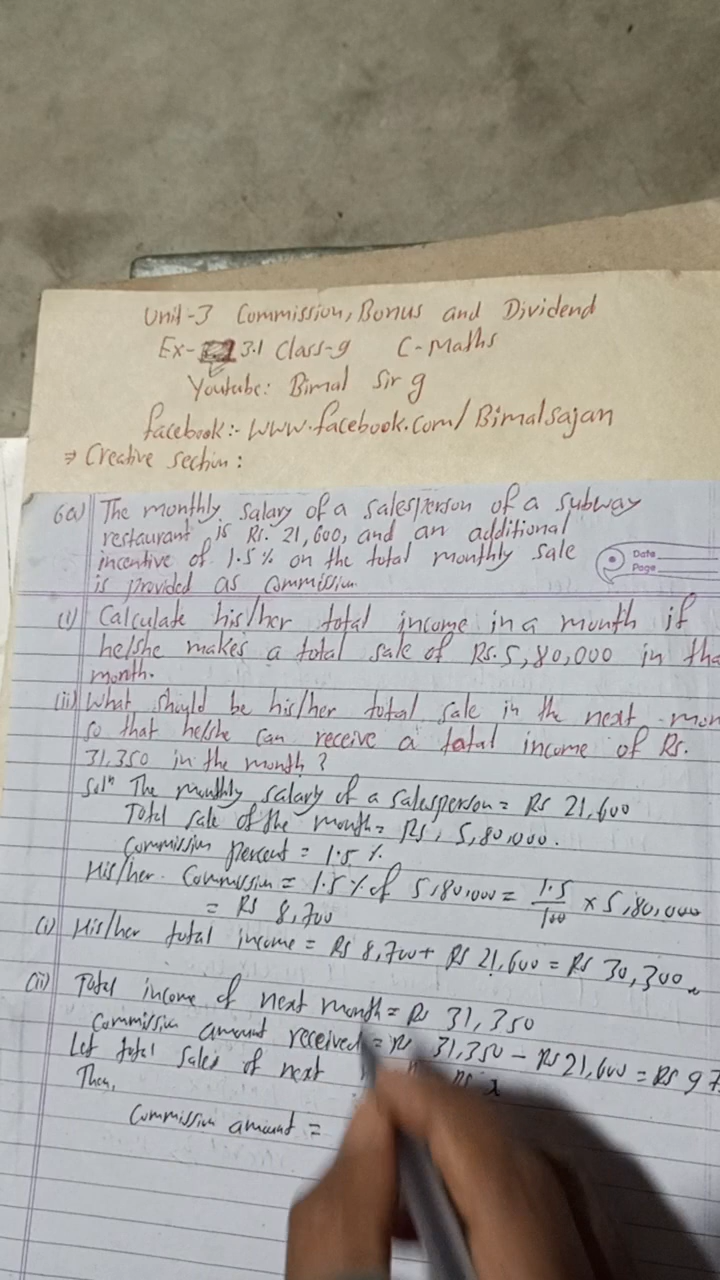 Unit-3 Commission, Bonus and Dividend
Ex- 3.1 Class-9 C-Maths
Youtube: Bimal Sir g
facebook:- www.facebook.com/Bimalsajan
⇒ Creative section:
6a) The monthly salary of a salesperson of a subway
restaurant is Rs. 21,600, and an additional
incentive of 1.5% on the total monthly sale
is provided as commission.
Date
Page
(i) Calculate his/her total income in a month if
he/she makes a total sale of Rs. 5,80,000 in tha
month.
(ii) What should be his/her total sale in the next mon
so that he/she can receive a total income of Rs.
31,350 in the month?
Solⁿ The monthly salary of a salesperson = Rs 21,600
Total sale of the month = Rs, 5,80,000.
Commission percent = 1.5 %.
His/her Commission = 1.5 % of 5,80,000 = 1.5/100 × 5,80,000
= Rs 8,700
(i) His/her total income = Rs 8,700 + Rs 21,600 = Rs 30,300
(ii) Total income of next month = Rs 31,350
Commission amount received = Rs 31,350 - Rs 21,600 = Rs 97
Let total sales of next Rs x
Then,
Commission amount =